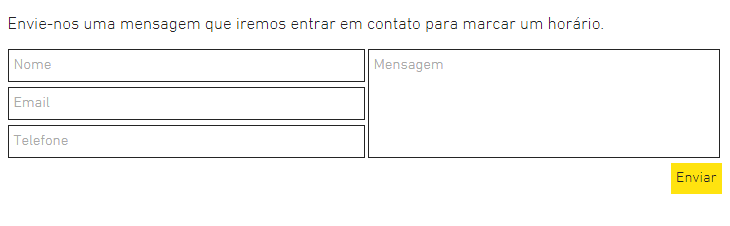 Envie-nos uma mensagem que iremos entrar em contato para marcar um horário.
Nome
Email
Telefone
Mensagem
Enviar